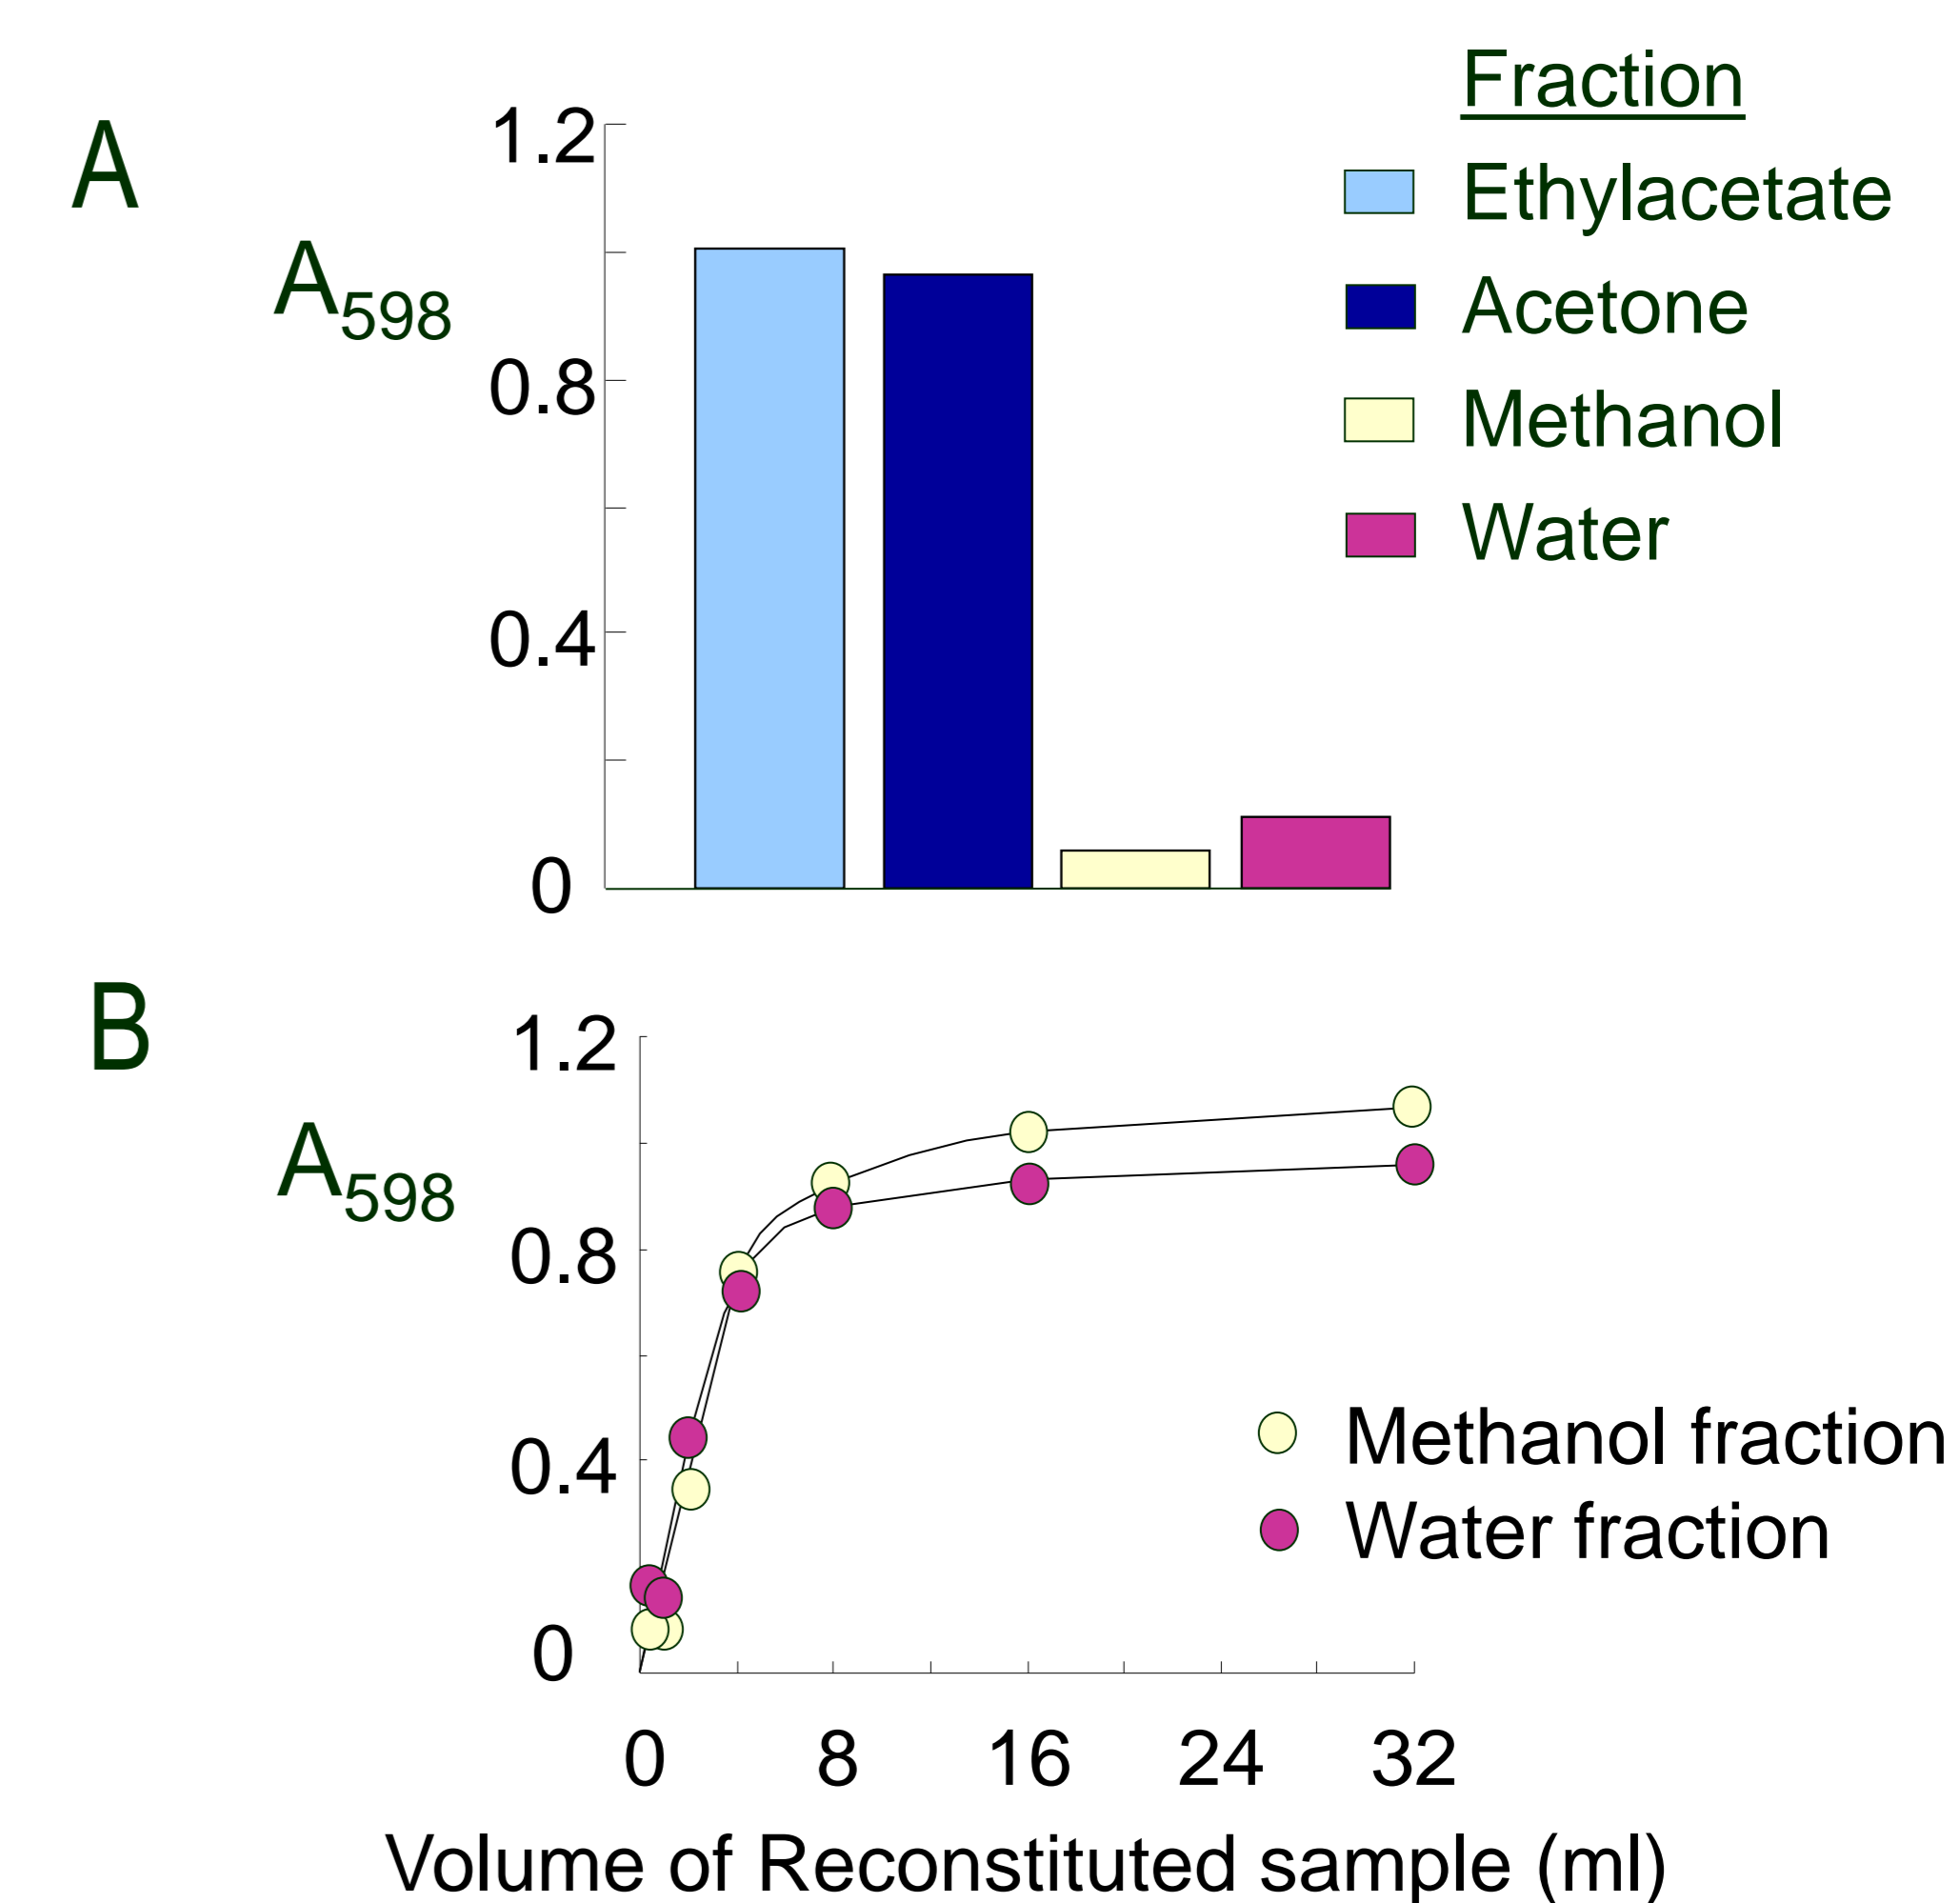 A
A598
1.2
0.8
0.4
0
Fraction
Ethylacetate
Acetone
Methanol
Water
B
A598
1.2
0.8
0.4
0
Methanol fraction
Water fraction
0 8 16 24 32
Volume of Reconstituted sample (ml)